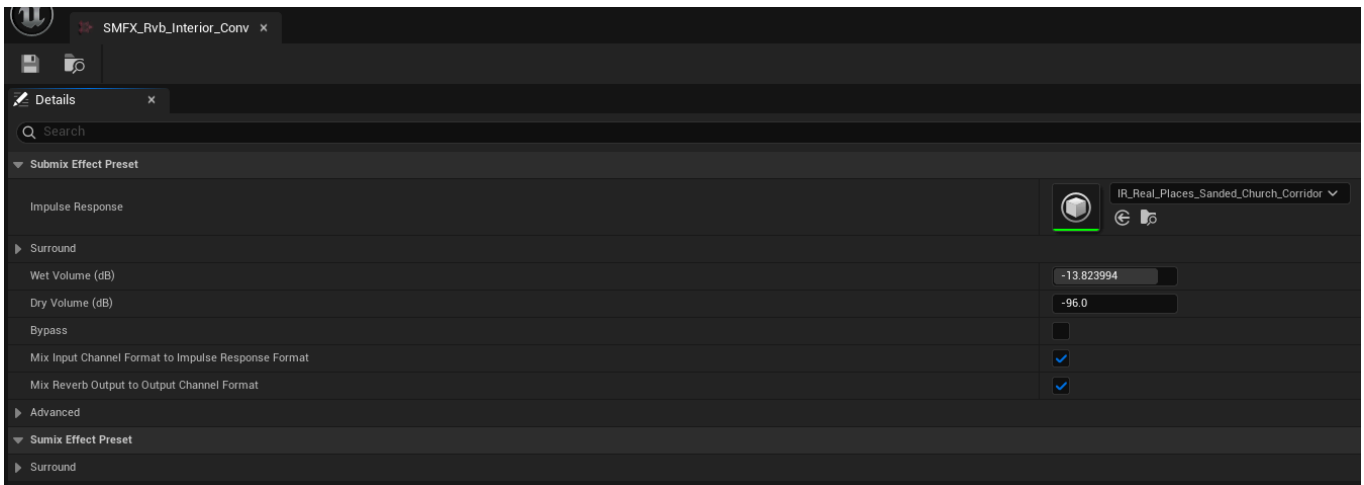 SMFX_Rvb_Interior_Conv
Details
Search
Submix Effect Preset
Impulse Response
IR_Real_Places_Sanded_Church_Corridor
Surround
Wet Volume (dB)
-13.823994
Dry Volume (dB)
-96.0
Bypass
Mix Input Channel Format to Impulse Response Format
Mix Reverb Output to Output Channel Format
Advanced
Sumix Effect Preset
Surround